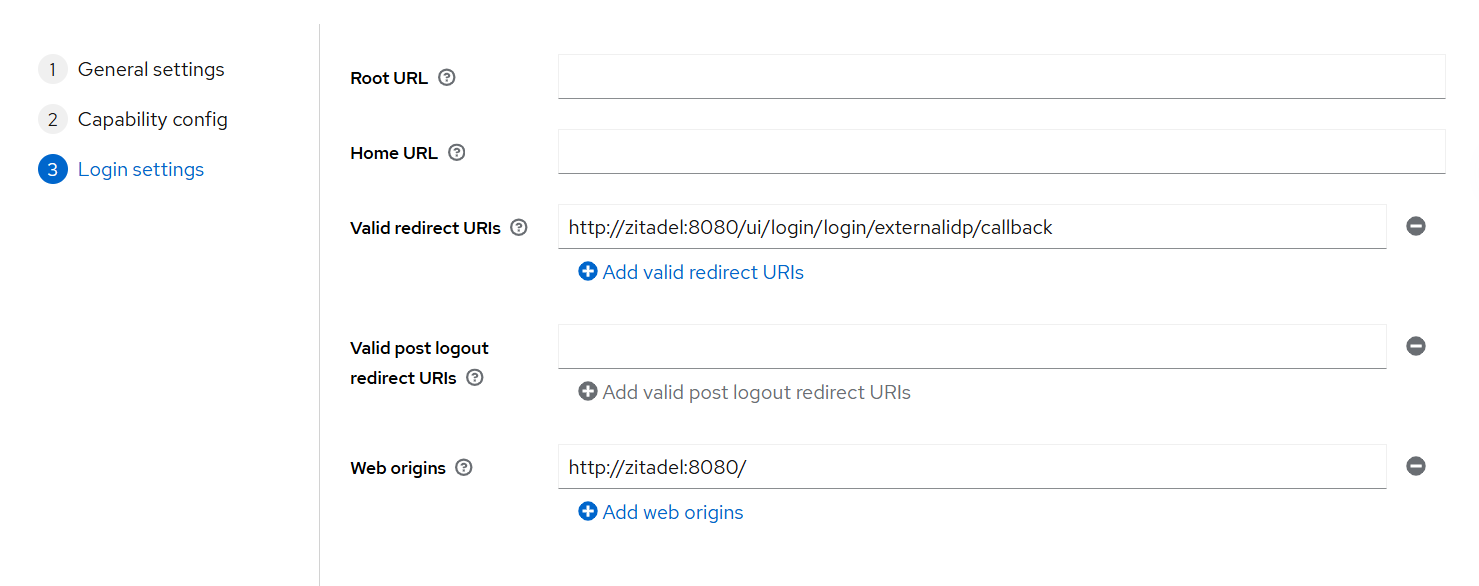 1 General settings
2 Capability config
3 Login settings
Root URL
Home URL
Valid redirect URIs
http://zitadel:8080/ui/login/login/externalidp/callback
Add valid redirect URIs
Valid post logout
redirect URIs
Add valid post logout redirect URIs
Web origins
http://zitadel:8080/
Add web origins